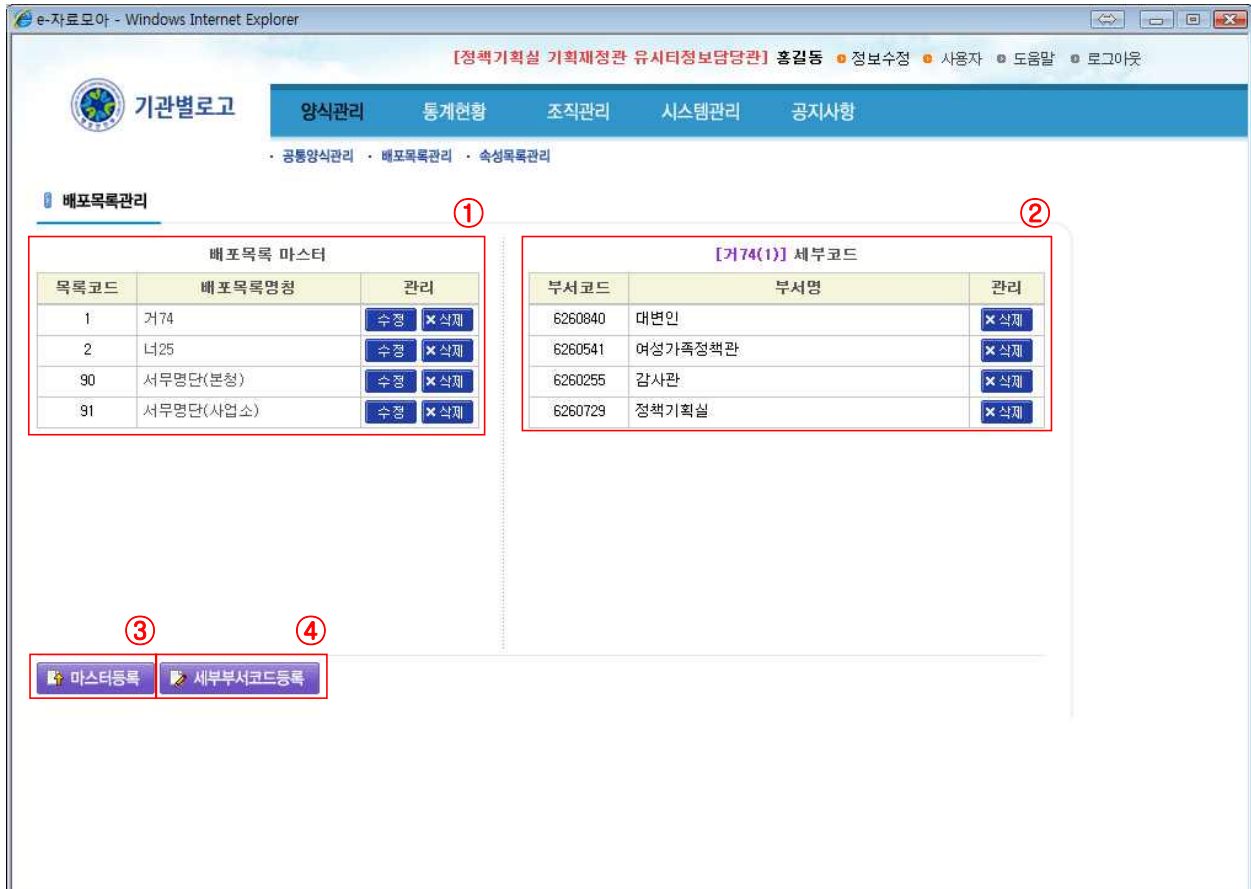 e-자료모아 - Windows Internet Explorer
[정책기획실 기획재정관 유시티정보담당관] 홍길동 정보수정 사용자 도움말 로그아웃
기관별로고
양식관리 통계현황 조직관리 시스템관리 공지사항
· 공통양식관리 · 배포목록관리 · 속성목록관리
배포목록관리
① ②
배포목록 마스터
목록코드 배포목록명칭 관리
1 거74 수정 삭제
2 너25 수정 삭제
90 서무명단(본청) 수정 삭제
91 서무명단(사업소) 수정 삭제
[거74(1)] 세부코드
부서코드 부서명 관리
6260840 대변인 삭제
6260541 여성가족정책관 삭제
6260255 감사관 삭제
6260729 정책기획실 삭제
③ ④
마스터등록 세부부서코드등록